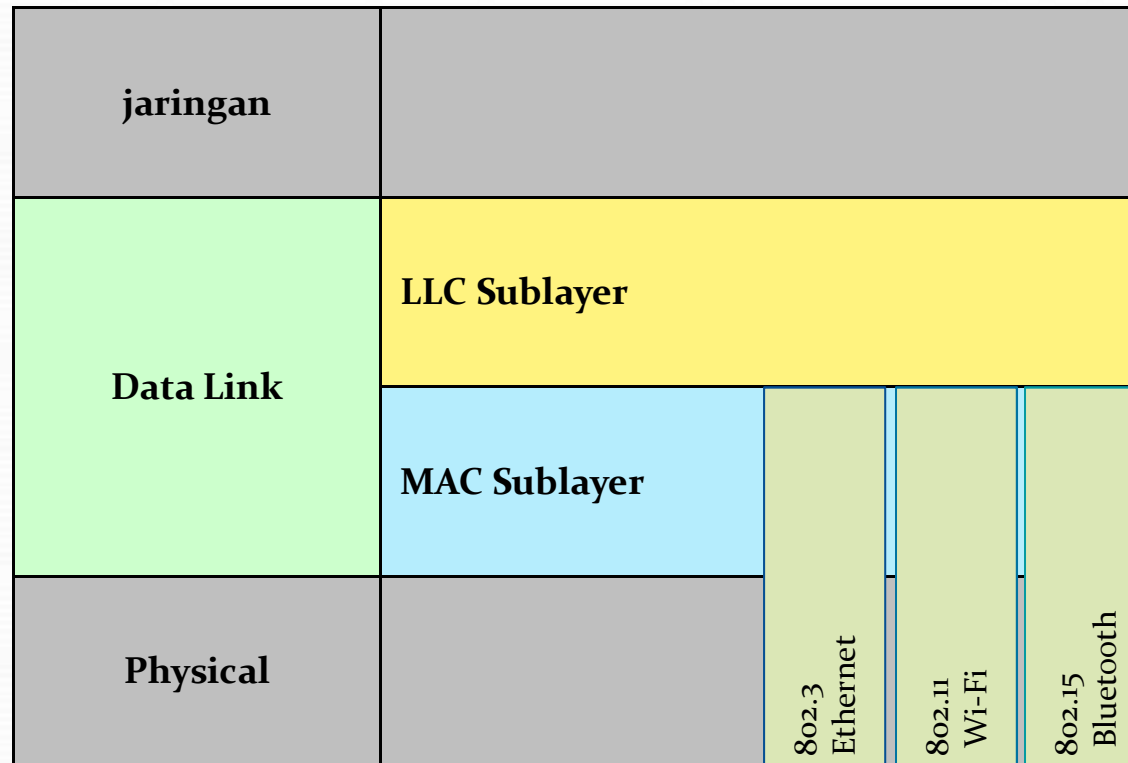 jaringan
LLC Sublayer
Data Link
MAC Sublayer
Physical
802.3
Ethernet
802.11
Wi-Fi
802.15
Bluetooth